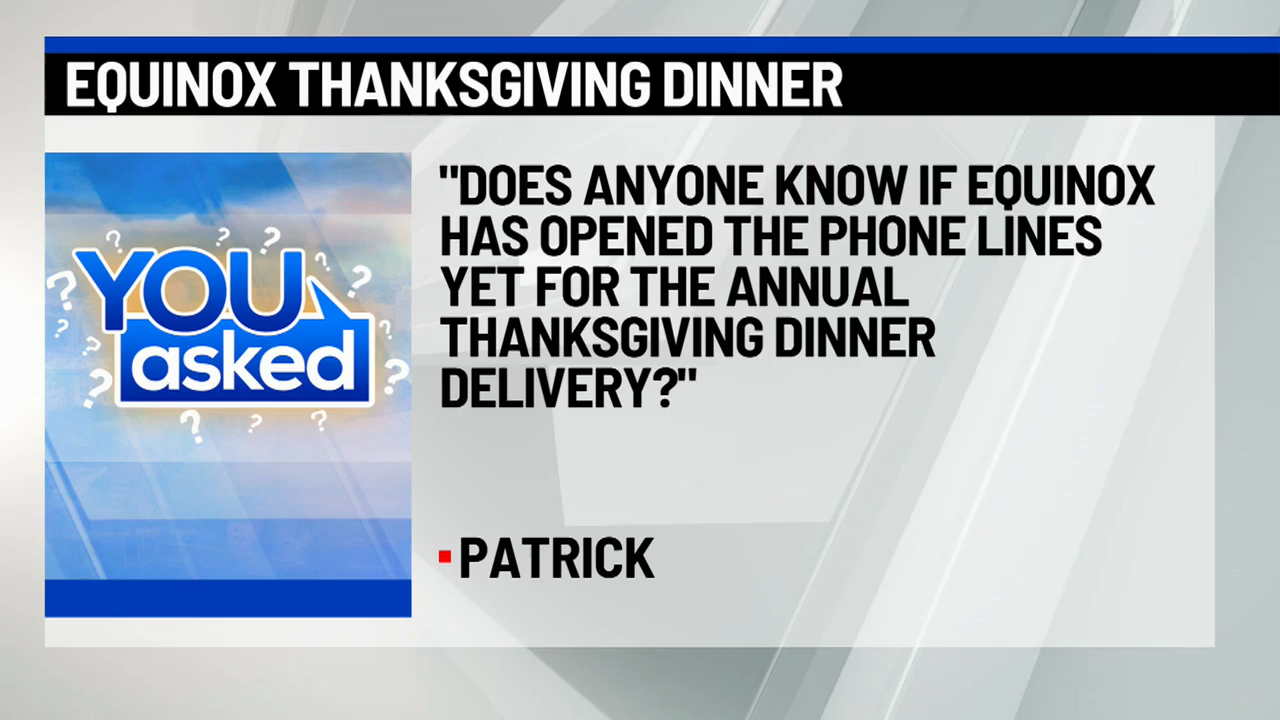 EQUINOX THANKSGIVING DINNER
YOU
asked
"DOES ANYONE KNOW IF EQUINOX
HAS OPENED THE PHONE LINES
YET FOR THE ANNUAL
THANKSGIVING DINNER
DELIVERY?"
PATRICK